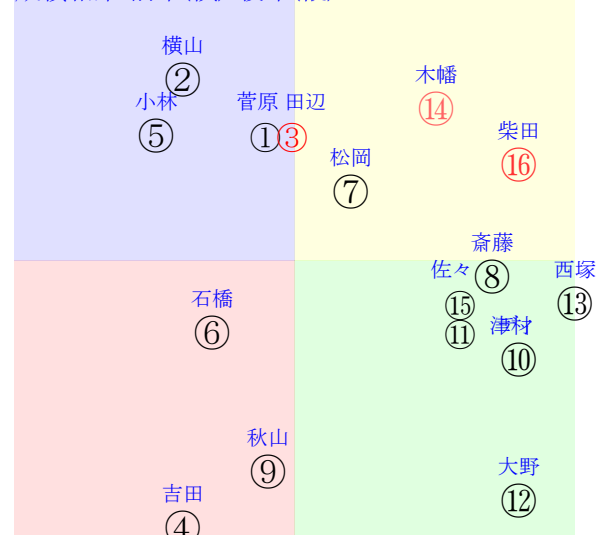 横山
②
木幡
⑭
小林
⑤
菅原 田辺
①③
柴田
⑯
松岡
⑦
斎藤
⑧
佐々
⑮
⑪
西塚
⑬
石橋
⑥
津村
⑩
秋山
⑨
大野
⑫
吉田
④